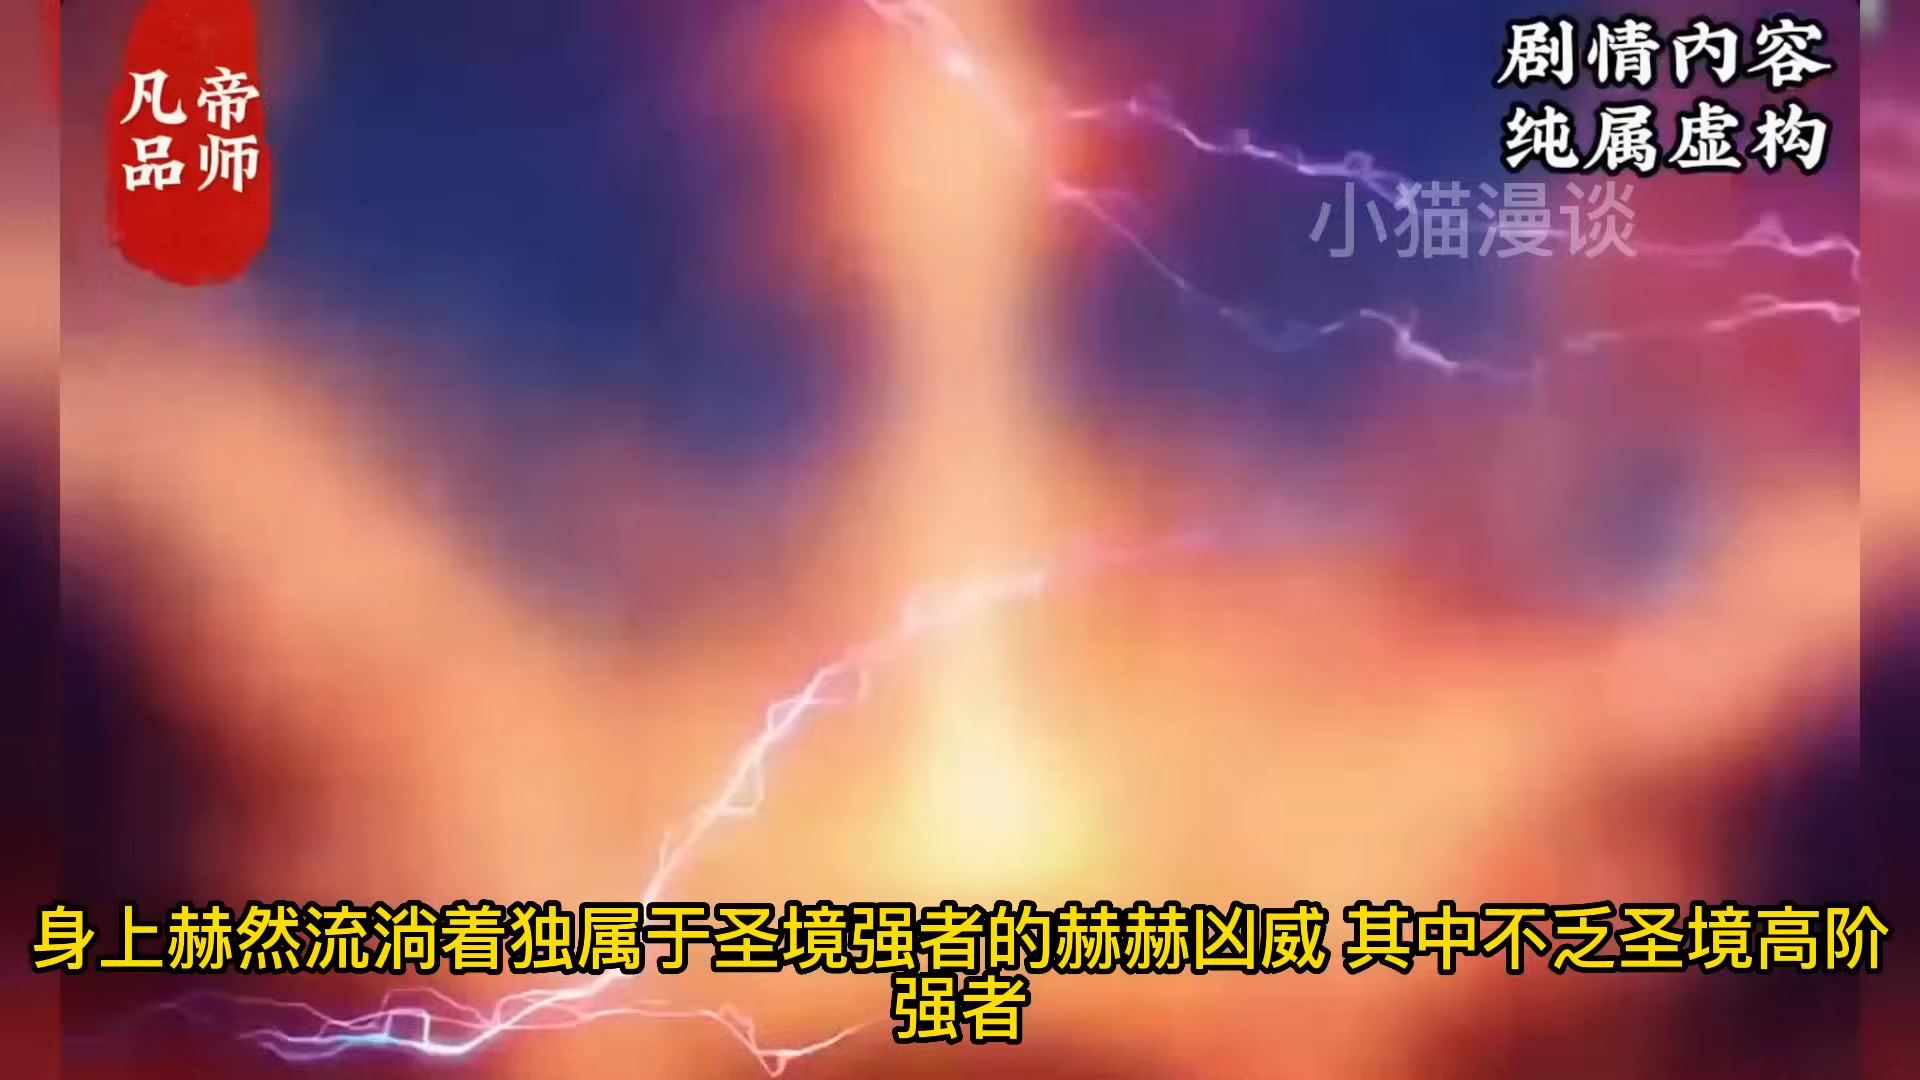 帝师
凡品
剧情内容
纯属虚构
小猫漫谈
身上赫然流淌着独属于圣境强者的赫赫凶威 其中不乏圣境高阶
强者